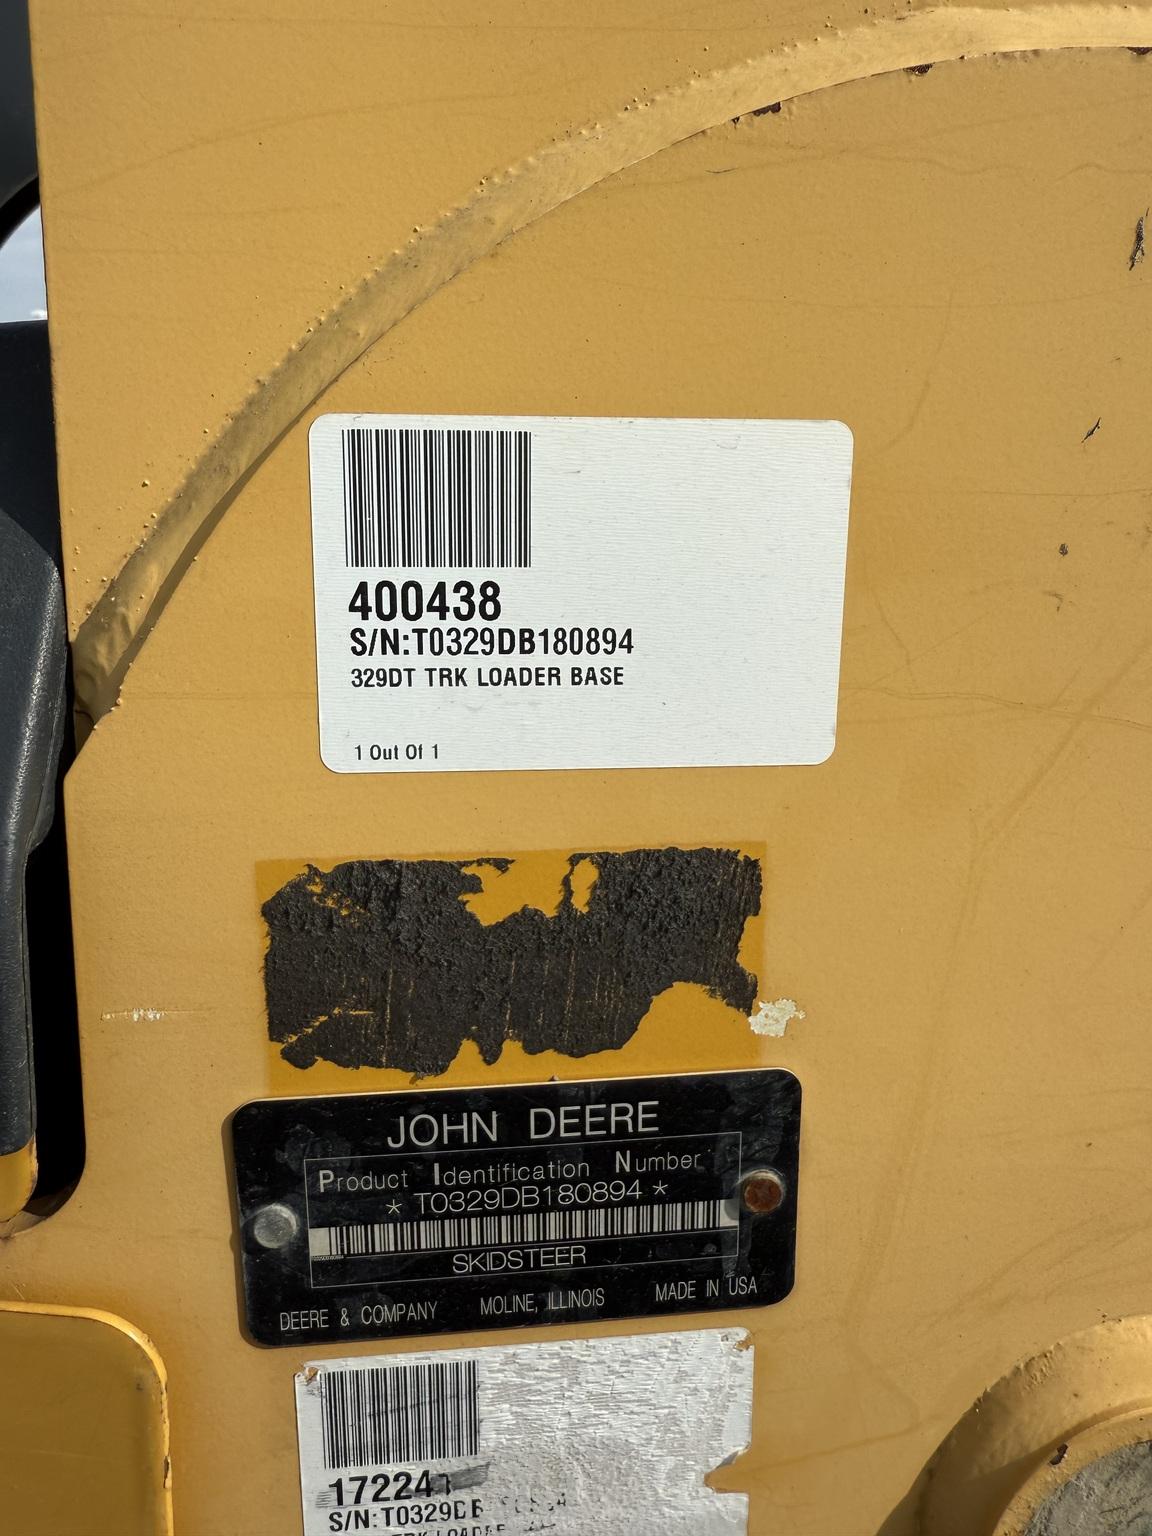 400438
S/N:T0329DB180894
329DT TRK LOADER BASE
1 Out Of 1
JOHN DEERE
Product Identification Number
* T0329DB180894 *
SKIDSTEER
DEERE & COMPANY MOLINE, ILLINOIS MADE IN USA
17224
S/N:T0329D